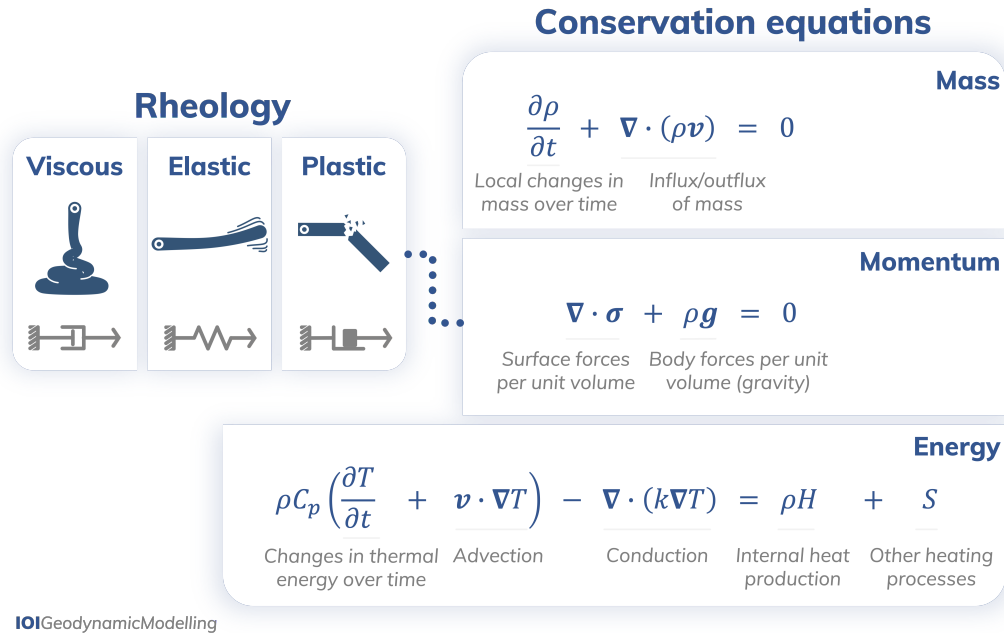 Conservation equations
Mass
∂ρ/∂t + ∇ · (ρv) = 0
Local changes in
mass over time
Influx/outflux
of mass
Rheology
Viscous
Elastic
Plastic
Momentum
∇ · σ + ρg = 0
Surface forces
per unit volume
Body forces per unit
volume (gravity)
Energy
ρCₚ(∂T/∂t + v · ∇T) − ∇ · (k∇T) = ρH + S
Changes in thermal
energy over time
Advection
Conduction
Internal heat
production
Other heating
processes
IOIGeodynamicModelling